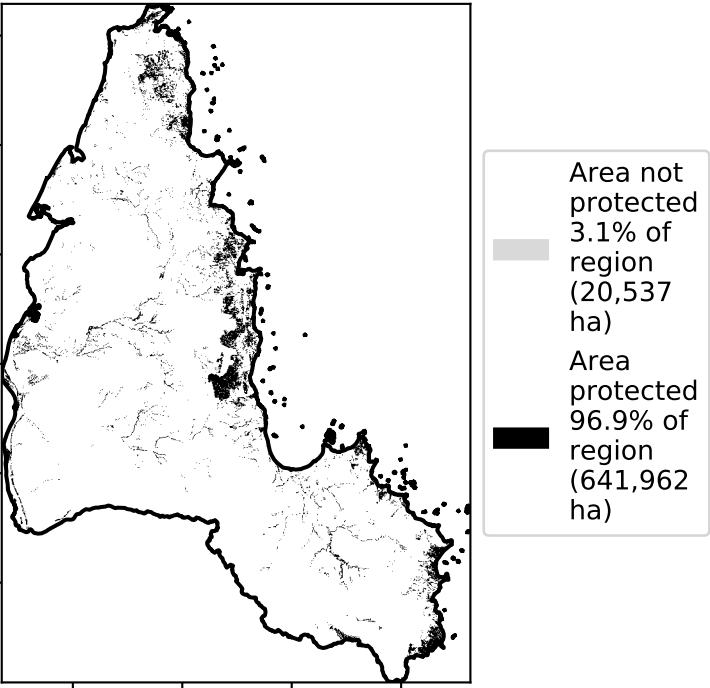 Area not
protected
3.1% of
region
(20,537
ha)
Area
protected
96.9% of
region
(641,962
ha)